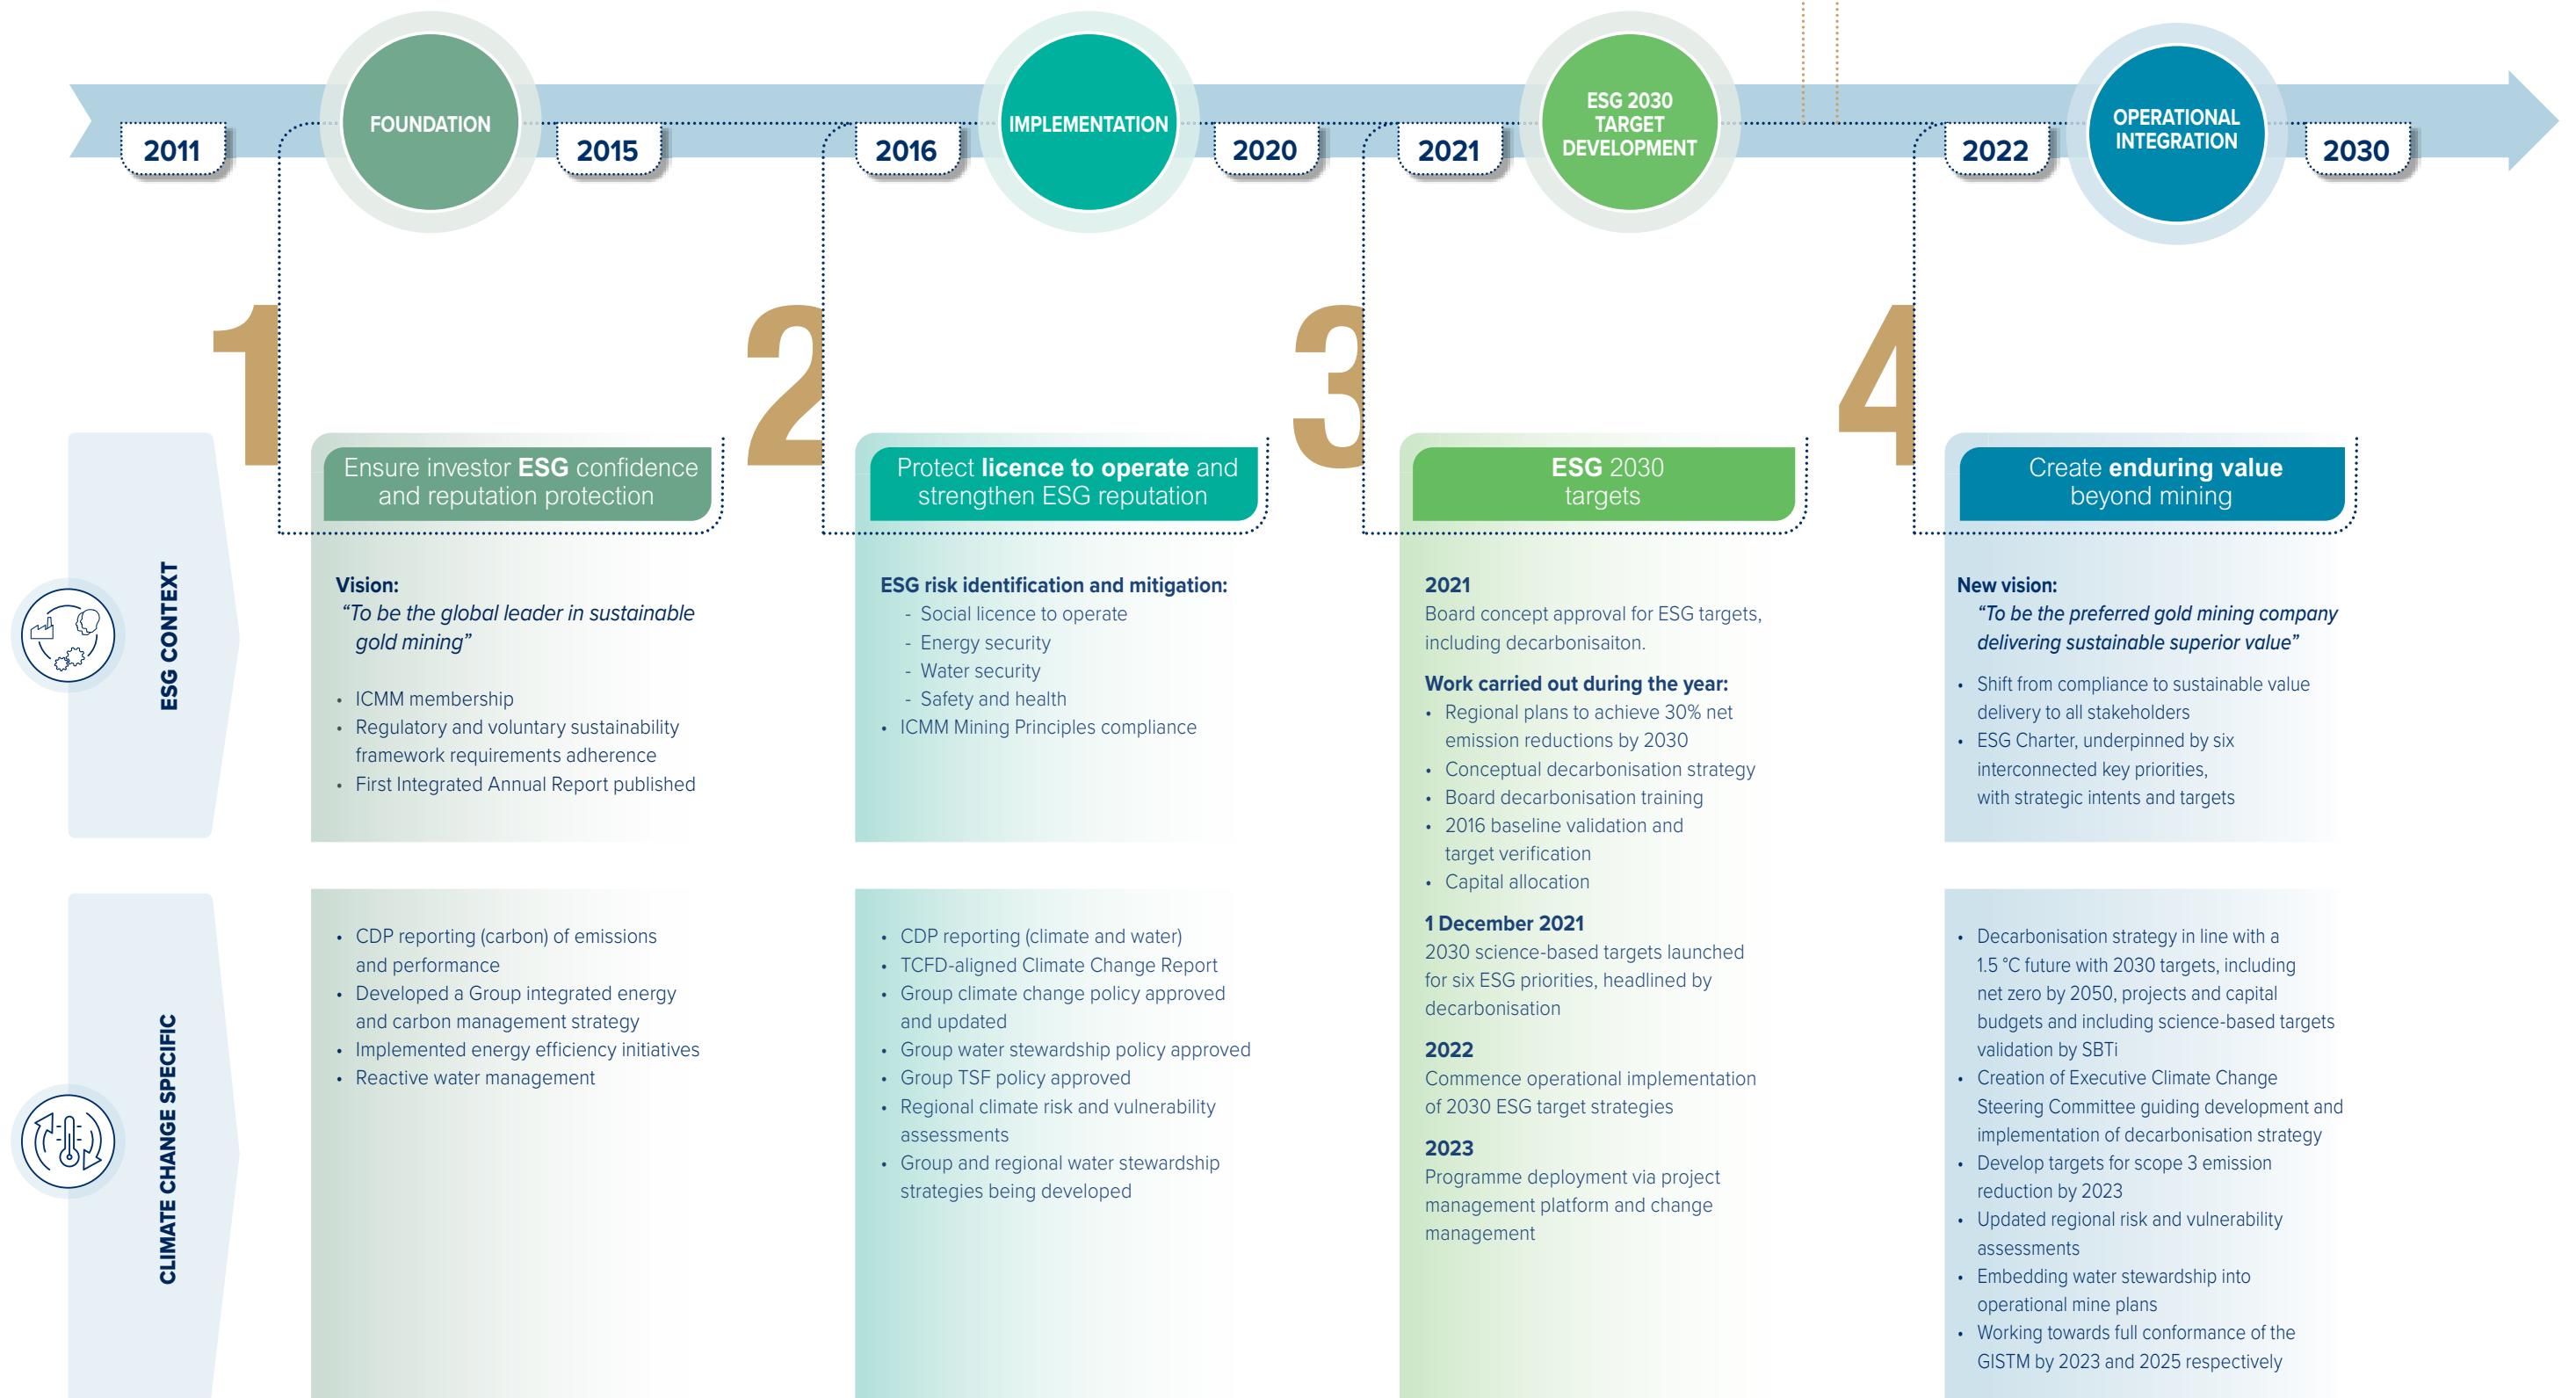 2011
FOUNDATION
2015
2016
IMPLEMENTATION
2020
2021
ESG 2030
TARGET
DEVELOPMENT
2022
OPERATIONAL
INTEGRATION
2030
1
2
3
4
ESG CONTEXT
Ensure investor ESG confidence
and reputation protection
Vision:
“To be the global leader in sustainable
gold mining”
• ICMM membership
• Regulatory and voluntary sustainability
framework requirements adherence
• First Integrated Annual Report published
Protect licence to operate and
strengthen ESG reputation
ESG risk identification and mitigation:
- Social licence to operate
- Energy security
- Water security
- Safety and health
• ICMM Mining Principles compliance
ESG 2030
targets
2021
Board concept approval for ESG targets,
including decarbonisaiton.
Work carried out during the year:
• Regional plans to achieve 30% net
emission reductions by 2030
• Conceptual decarbonisation strategy
• Board decarbonisation training
• 2016 baseline validation and
target verification
• Capital allocation
1 December 2021
2030 science-based targets launched
for six ESG priorities, headlined by
decarbonisation
2022
Commence operational implementation
of 2030 ESG target strategies
2023
Programme deployment via project
management platform and change
management
Create enduring value
beyond mining
New vision:
“To be the preferred gold mining company
delivering sustainable superior value”
• Shift from compliance to sustainable value
delivery to all stakeholders
• ESG Charter, underpinned by six
interconnected key priorities,
with strategic intents and targets
CLIMATE CHANGE SPECIFIC
• CDP reporting (carbon) of emissions
and performance
• Developed a Group integrated energy
and carbon management strategy
• Implemented energy efficiency initiatives
• Reactive water management
• CDP reporting (climate and water)
• TCFD-aligned Climate Change Report
• Group climate change policy approved
and updated
• Group water stewardship policy approved
• Group TSF policy approved
• Regional climate risk and vulnerability
assessments
• Group and regional water stewardship
strategies being developed
• Decarbonisation strategy in line with a
1.5 °C future with 2030 targets, including
net zero by 2050, projects and capital
budgets and including science-based targets
validation by SBTi
• Creation of Executive Climate Change
Steering Committee guiding development and
implementation of decarbonisation strategy
• Develop targets for scope 3 emission
reduction by 2023
• Updated regional risk and vulnerability
assessments
• Embedding water stewardship into
operational mine plans
• Working towards full conformance of the
GISTM by 2023 and 2025 respectively